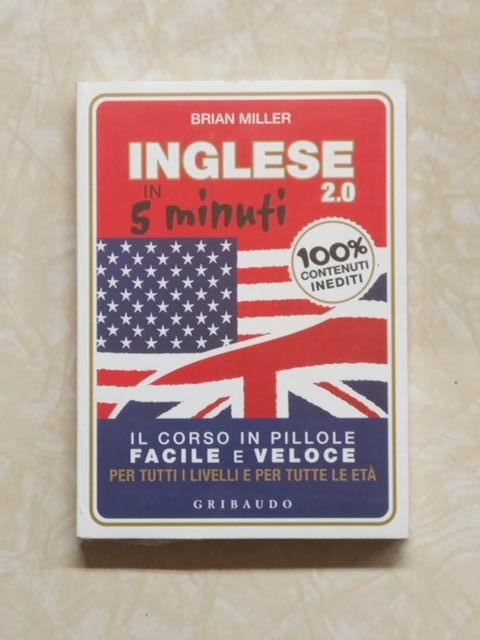 BRIAN MILLER
INGLESE
IN
2.0
5 minuti
100%
CONTENUTI
INEDITI
IL CORSO IN PILLOLE
FACILE E VELOCE
PER TUTTI I LIVELLI E PER TUTTE LE ETÀ
GRIBAUDO